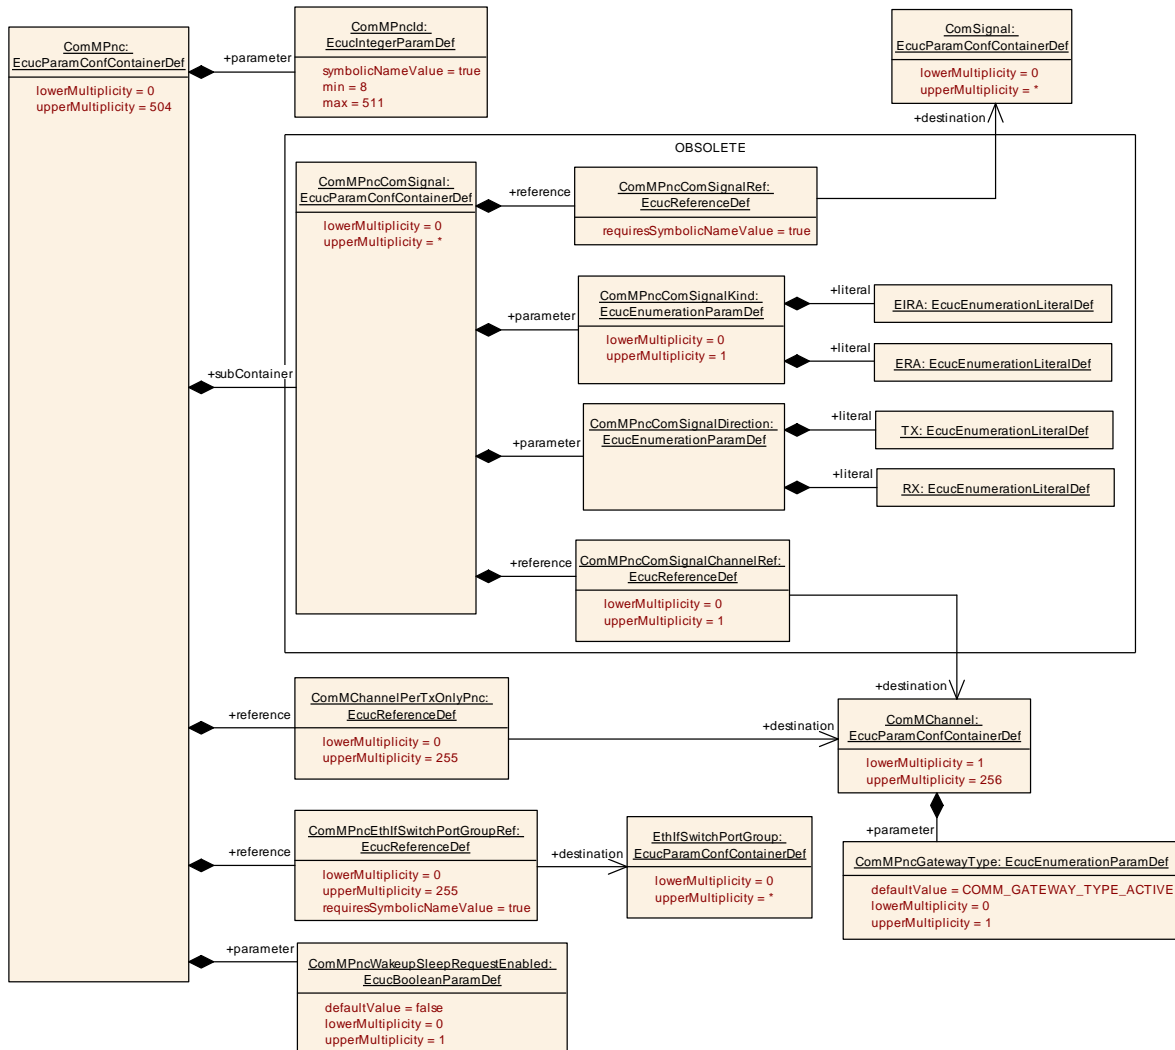 ComMPnc:
EcucParamConfContainerDef
lowerMultiplicity = 0
upperMultiplicity = 504
+parameter
ComMPncId:
EcucIntegerParamDef
symbolicNameValue = true
min = 8
max = 511
ComSignal:
EcucParamConfContainerDef
lowerMultiplicity = 0
upperMultiplicity = *
+destination
OBSOLETE
+subContainer
ComMPncComSignal:
EcucParamConfContainerDef
lowerMultiplicity = 0
upperMultiplicity = *
+reference
ComMPncComSignalRef:
EcucReferenceDef
requiresSymbolicNameValue = true
+parameter
ComMPncComSignalKind:
EcucEnumerationParamDef
lowerMultiplicity = 0
upperMultiplicity = 1
+literal
EIRA: EcucEnumerationLiteralDef
+literal
ERA: EcucEnumerationLiteralDef
+parameter
ComMPncComSignalDirection:
EcucEnumerationParamDef
+literal
TX: EcucEnumerationLiteralDef
+literal
RX: EcucEnumerationLiteralDef
+reference
ComMPncComSignalChannelRef:
EcucReferenceDef
lowerMultiplicity = 0
upperMultiplicity = 1
+destination
+reference
ComMChannelPerTxOnlyPnc:
EcucReferenceDef
lowerMultiplicity = 0
upperMultiplicity = 255
+destination
ComMChannel:
EcucParamConfContainerDef
lowerMultiplicity = 1
upperMultiplicity = 256
+parameter
ComMPncGatewayType: EcucEnumerationParamDef
defaultValue = COMM_GATEWAY_TYPE_ACTIVE
lowerMultiplicity = 0
upperMultiplicity = 1
+reference
ComMPncEthIfSwitchPortGroupRef:
EcucReferenceDef
lowerMultiplicity = 0
upperMultiplicity = 255
requiresSymbolicNameValue = true
+destination
EthIfSwitchPortGroup:
EcucParamConfContainerDef
lowerMultiplicity = 0
upperMultiplicity = *
+parameter
ComMPncWakeupSleepRequestEnabled:
EcucBooleanParamDef
defaultValue = false
lowerMultiplicity = 0
upperMultiplicity = 1